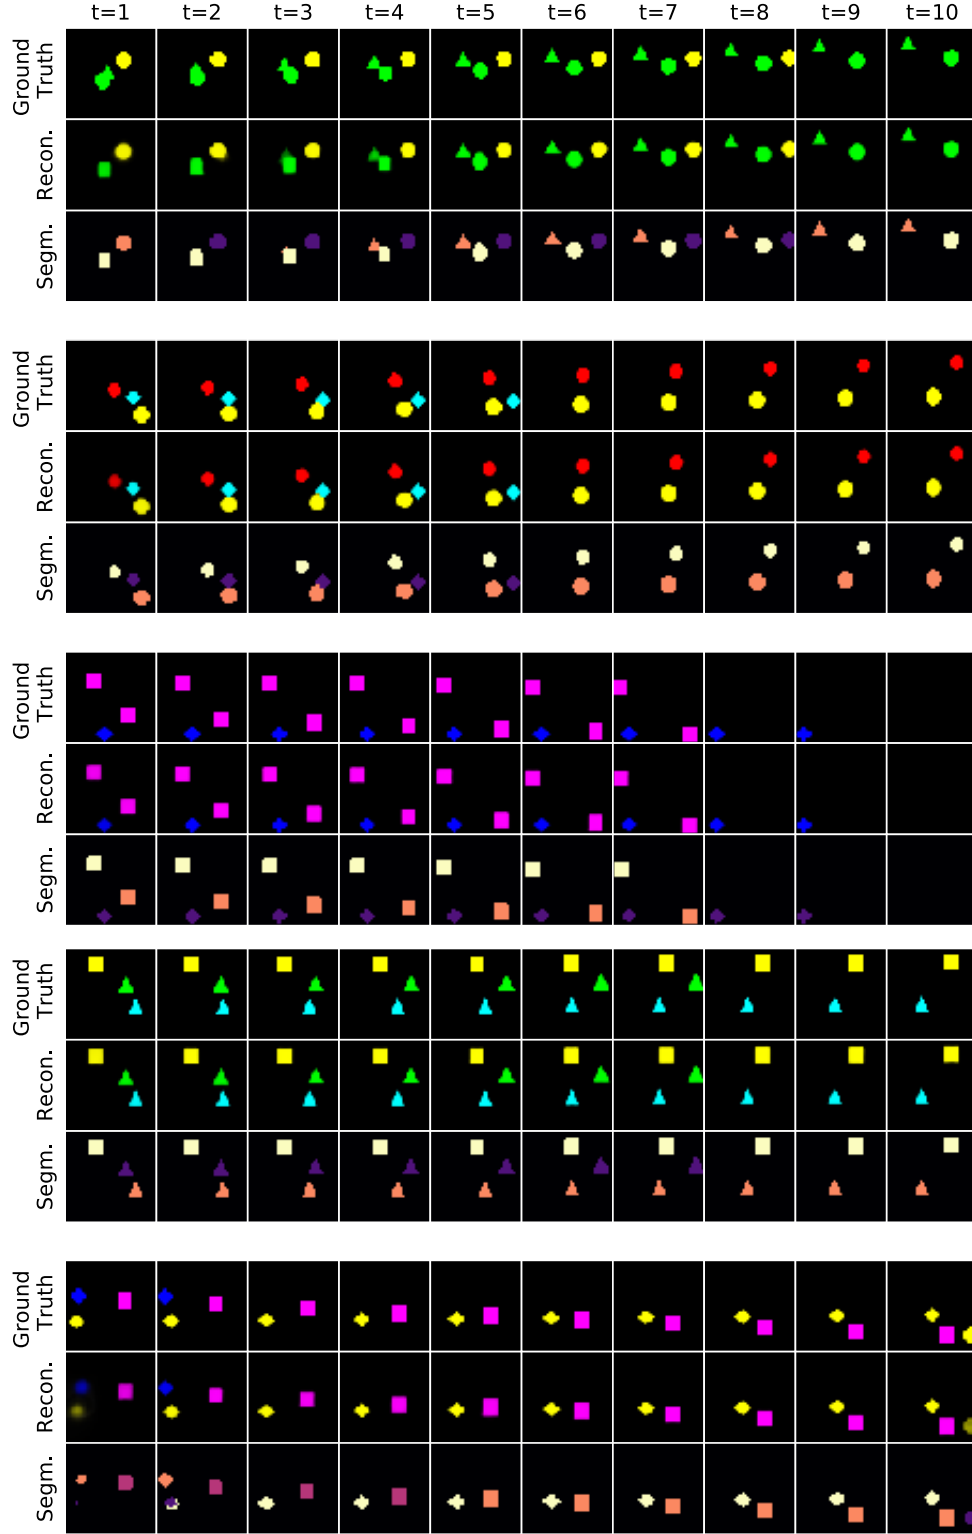 t=1 t=2 t=3 t=4 t=5 t=6 t=7 t=8 t=9 t=10
Ground
Truth
Recon.
Segm.
Ground
Truth
Recon.
Segm.
Ground
Truth
Recon.
Segm.
Ground
Truth
Recon.
Segm.
Ground
Truth
Recon.
Segm.